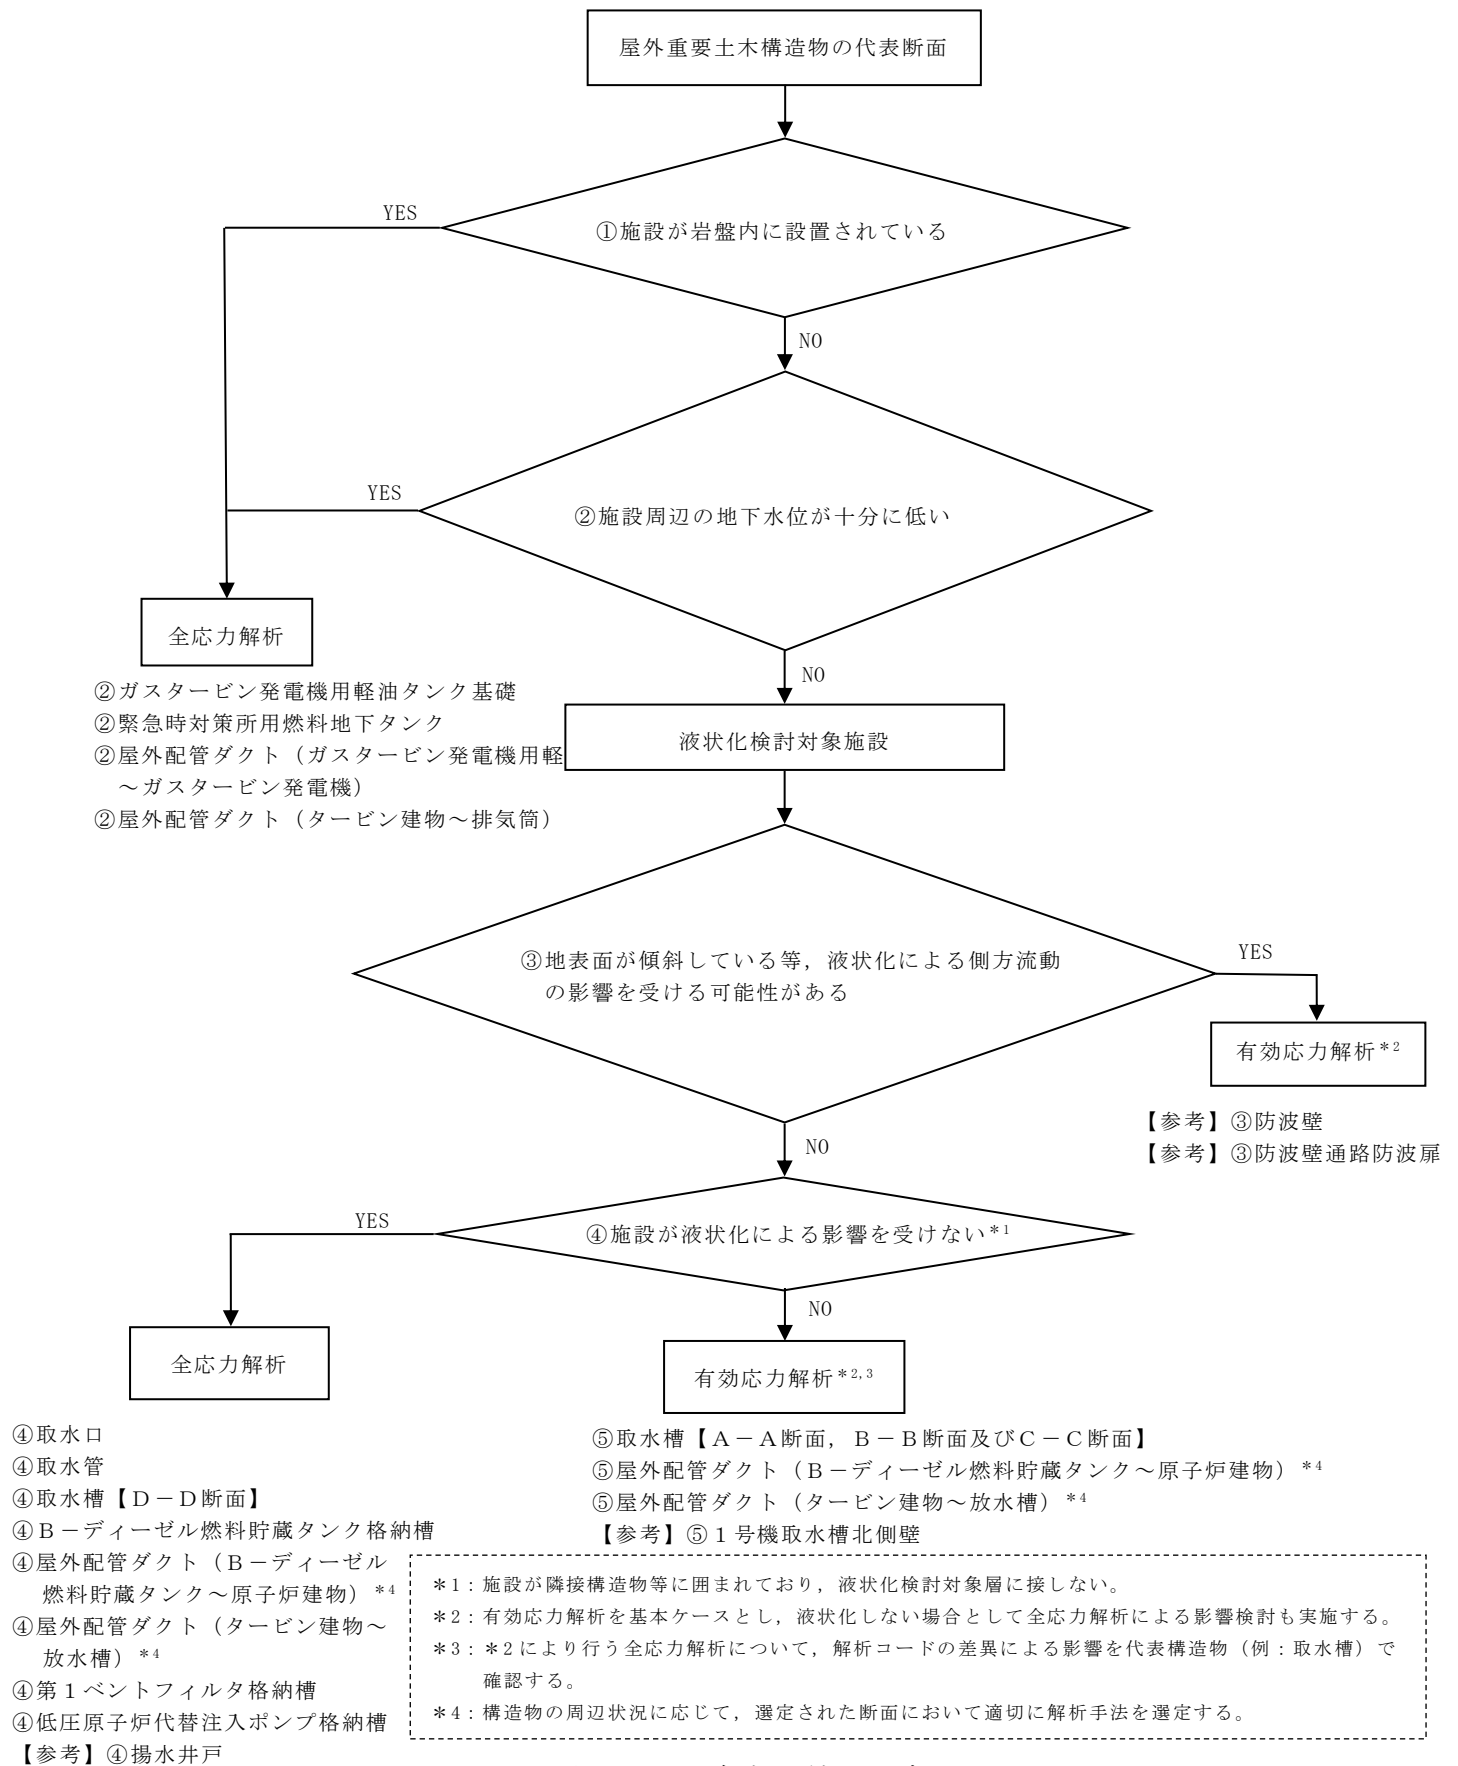 屋外重要土木構造物の代表断面
YES
①施設が岩盤内に設置されている
NO
YES
②施設周辺の地下水位が十分に低い
全応力解析
NO
②ガスタービン発電機用軽油タンク基礎
②緊急時対策所用燃料地下タンク
②屋外配管ダクト（ガスタービン発電機用軽
～ガスタービン発電機）
②屋外配管ダクト（タービン建物～排気筒）
液状化検討対象施設
③地表面が傾斜している等，液状化による側方流動
の影響を受ける可能性がある
YES
有効応力解析＊2
【参考】③防波壁
【参考】③防波壁通路防波扉
NO
YES
④施設が液状化による影響を受けない＊1
NO
全応力解析
有効応力解析＊2,3
④取水口
④取水管
④取水槽【Ｄ－Ｄ断面】
④Ｂ－ディーゼル燃料貯蔵タンク格納槽
④屋外配管ダクト（Ｂ－ディーゼル
燃料貯蔵タンク～原子炉建物）＊4
④屋外配管ダクト（タービン建物～
放水槽）＊4
④第１ベントフィルタ格納槽
④低圧原子炉代替注入ポンプ格納槽
【参考】④揚水井戸
⑤取水槽【Ａ－Ａ断面，Ｂ－Ｂ断面及びＣ－Ｃ断面】
⑤屋外配管ダクト（Ｂ－ディーゼル燃料貯蔵タンク～原子炉建物）＊4
⑤屋外配管ダクト（タービン建物～放水槽）＊4
【参考】⑤１号機取水槽北側壁
＊1：施設が隣接構造物等に囲まれており，液状化検討対象層に接しない。
＊2：有効応力解析を基本ケースとし，液状化しない場合として全応力解析による影響検討も実施する。
＊3：＊2により行う全応力解析について，解析コードの差異による影響を代表構造物（例：取水槽）で
確認する。
＊4：構造物の周辺状況に応じて，選定された断面において適切に解析手法を選定する。